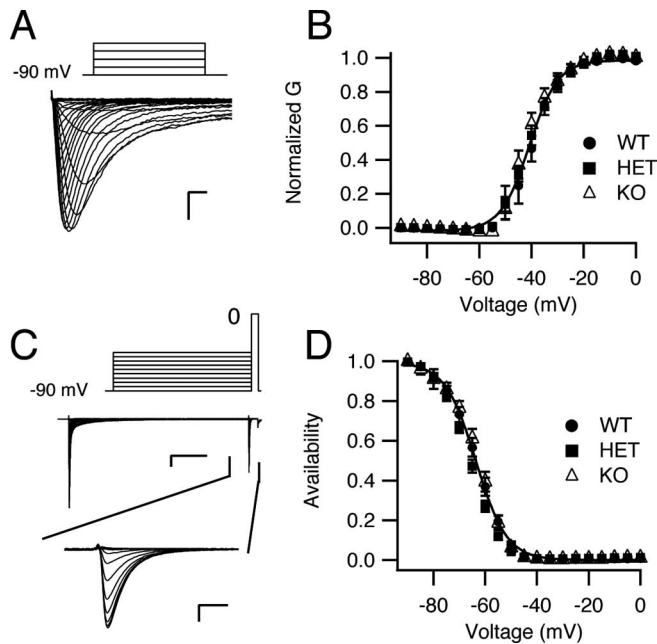 A
-90 mV
B
Normalized G
1.0
0.8
0.6
0.4
0.2
0.0
WT
HET
KO
-80 -60 -40 -20 0
Voltage (mV)
C
0
-90 mV
D
Availability
1.0
0.8
0.6
0.4
0.2
0.0
WT
HET
KO
-80 -60 -40 -20 0
Voltage (mV)